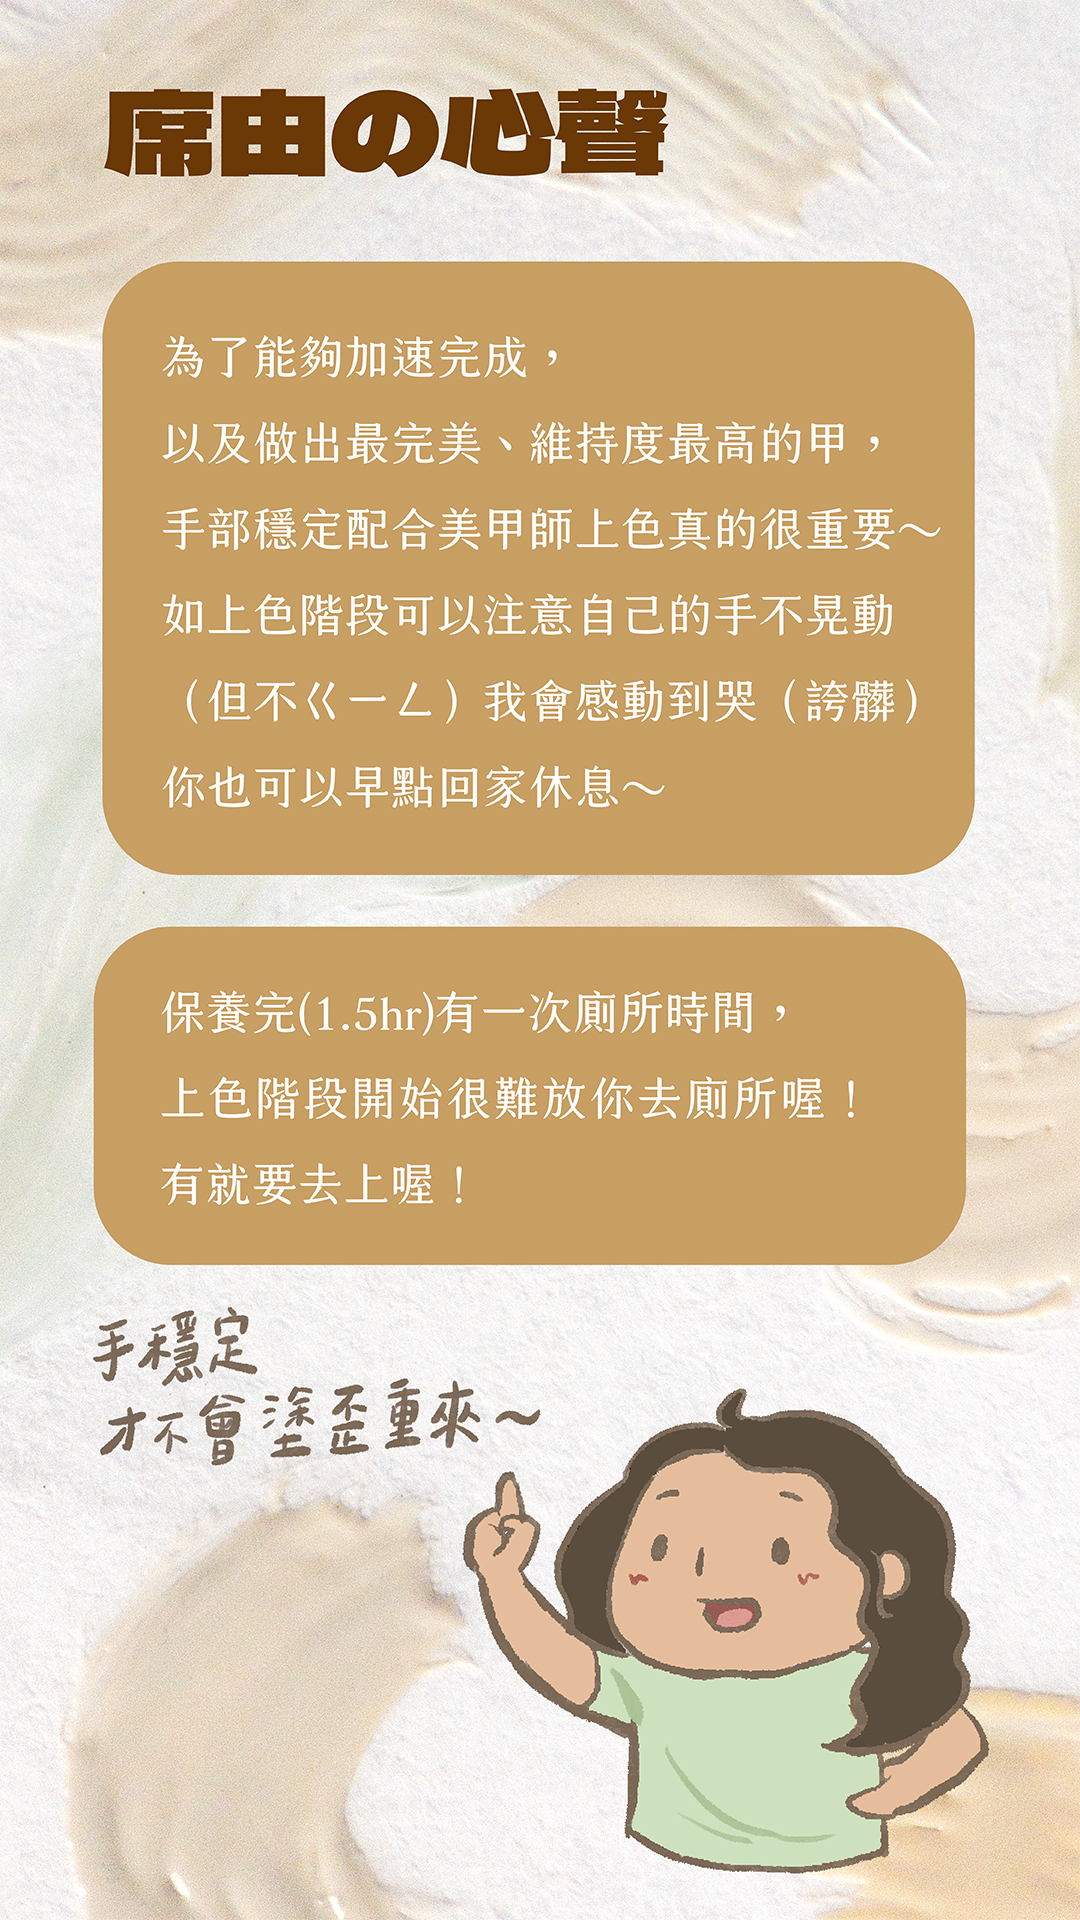 席由の心聲
為了能夠加速完成，
以及做出最完美、維持度最高的甲，
手部穩定配合美甲師上色真的很重要～
如上色階段可以注意自己的手不晃動
（但不ㄍㄧㄥ）我會感動到哭（誇髒）
你也可以早點回家休息～
保養完(1.5hr)有一次廁所時間，
上色階段開始很難放你去廁所喔！
有就要去上喔！
手穩定
才不會塗歪重來～